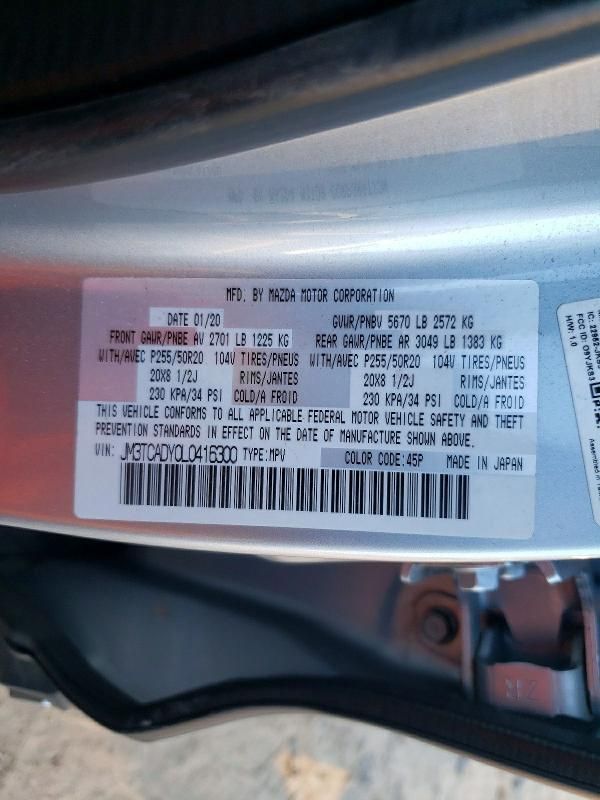 MFD. BY MAZDA MOTOR CORPORATION
DATE 01/20 GVWR/PNBV 5670 LB 2572 KG
FRONT GAWR/PNBE AV 2701 LB 1225 KG REAR GAWR/PNBE AR 3049 LB 1383 KG
WITH/AVEC P255/50R20 104V TIRES/PNEUS WITH/AVEC P255/50R20 104V TIRES/PNEUS
20X8 1/2J RIMS/JANTES 20X8 1/2J RIMS/JANTES
230 KPA/34 PSI COLD/A FROID 230 KPA/34 PSI COLD/A FROID
THIS VEHICLE CONFORMS TO ALL APPLICABLE FEDERAL MOTOR VEHICLE SAFETY AND THEFT
PREVENTION STANDARDS IN EFFECT ON THE DATE OF MANUFACTURE SHOWN ABOVE.
VIN: JM3TCADY0L0416300 TYPE:MPV COLOR CODE:45P MADE IN JAPAN
HW: 1.0
Assembled in